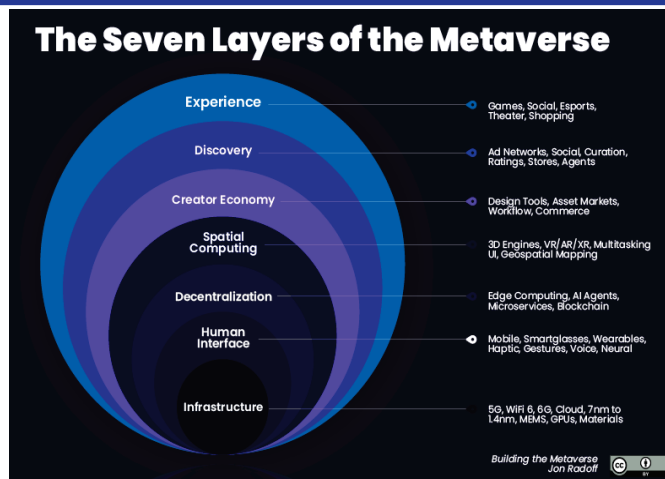 The Seven Layers of the Metaverse
Experience
Games, Social, Esports,
Theater, Shopping
Discovery
Ad Networks, Social, Curation,
Ratings, Stores, Agents
Creator Economy
Design Tools, Asset Markets,
Workflow, Commerce
Spatial
Computing
3D Engines, VR/AR/XR, Multitasking
UI, Geospatial Mapping
Decentralization
Edge Computing, AI Agents,
Microservices, Blockchain
Human
Interface
Mobile, Smartglasses, Wearables,
Haptic, Gestures, Voice, Neural
Infrastructure
5G, WiFi 6, 6G, Cloud, 7nm to
1.4nm, MEMS, GPUs, Materials
Building the Metaverse
Jon Radoff
cc
BY